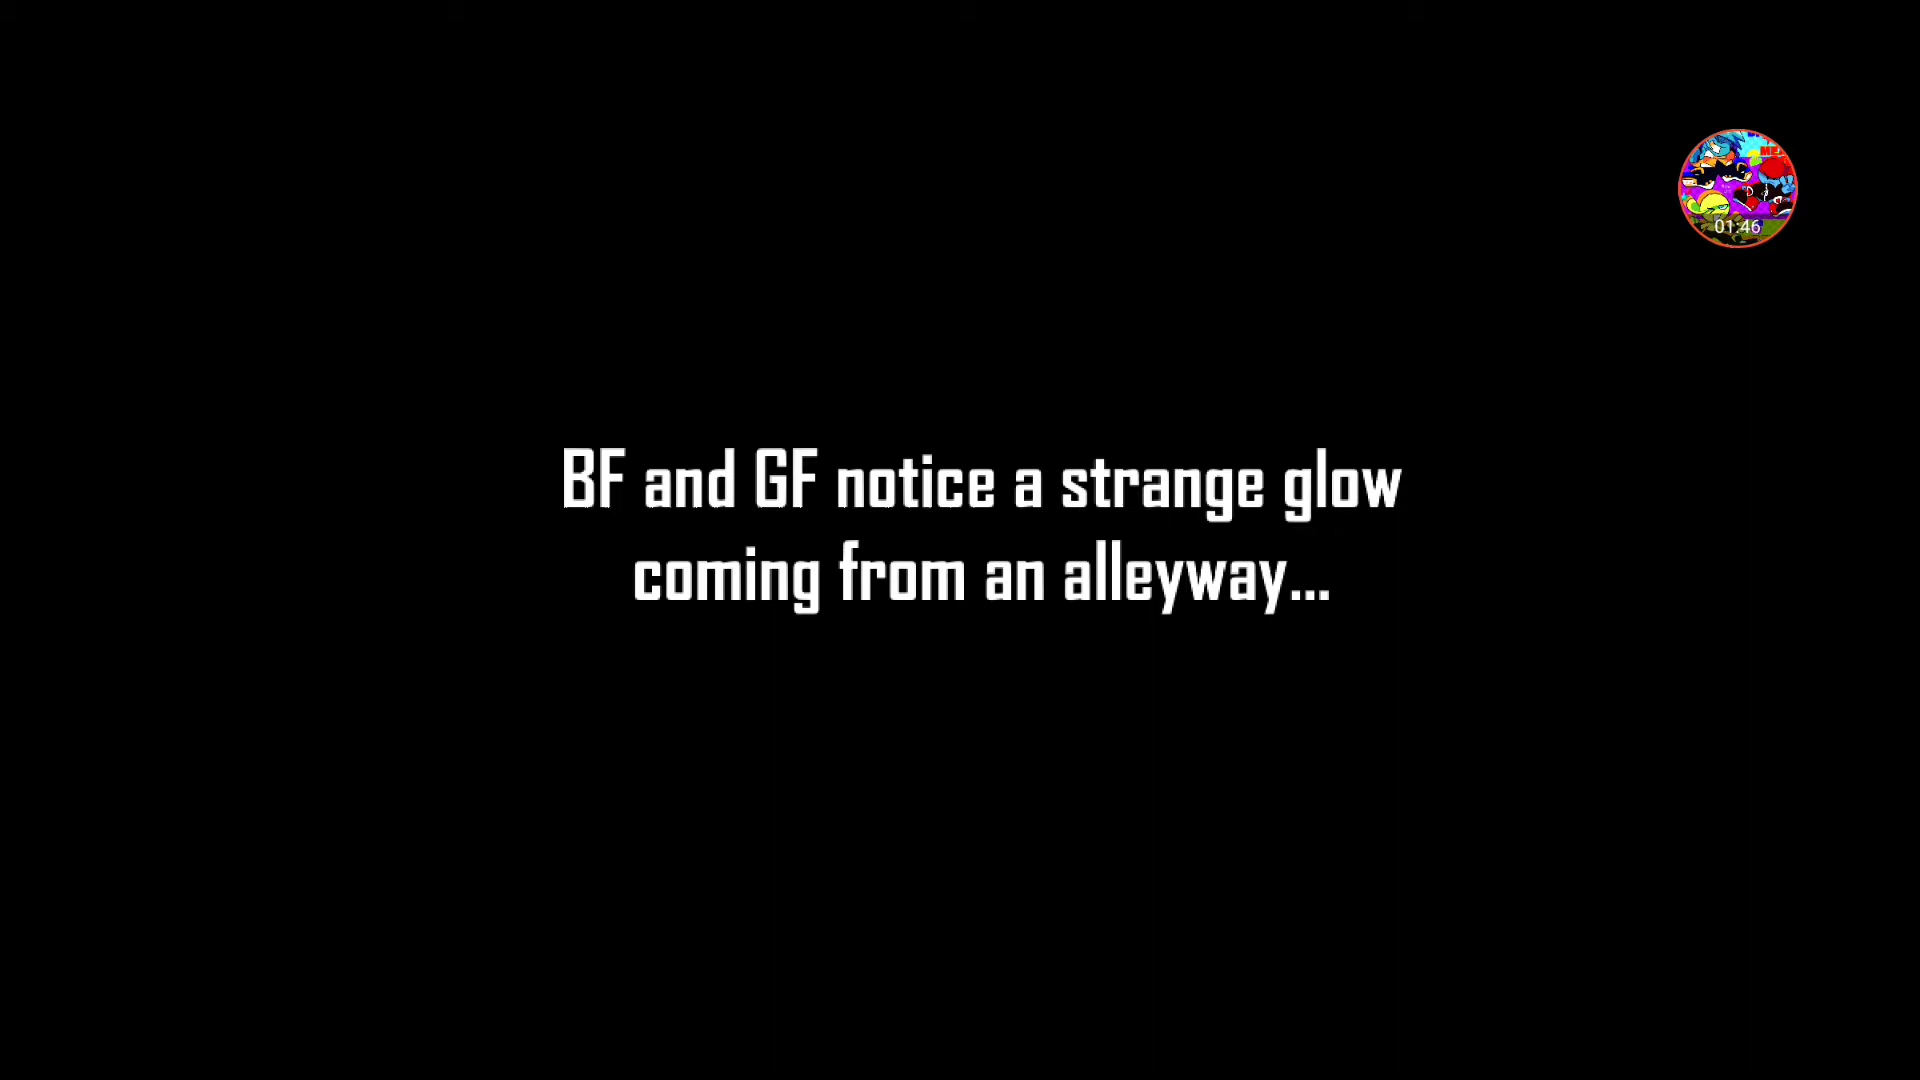 01:46
BF and GF notice a strange glow
coming from an alleyway...